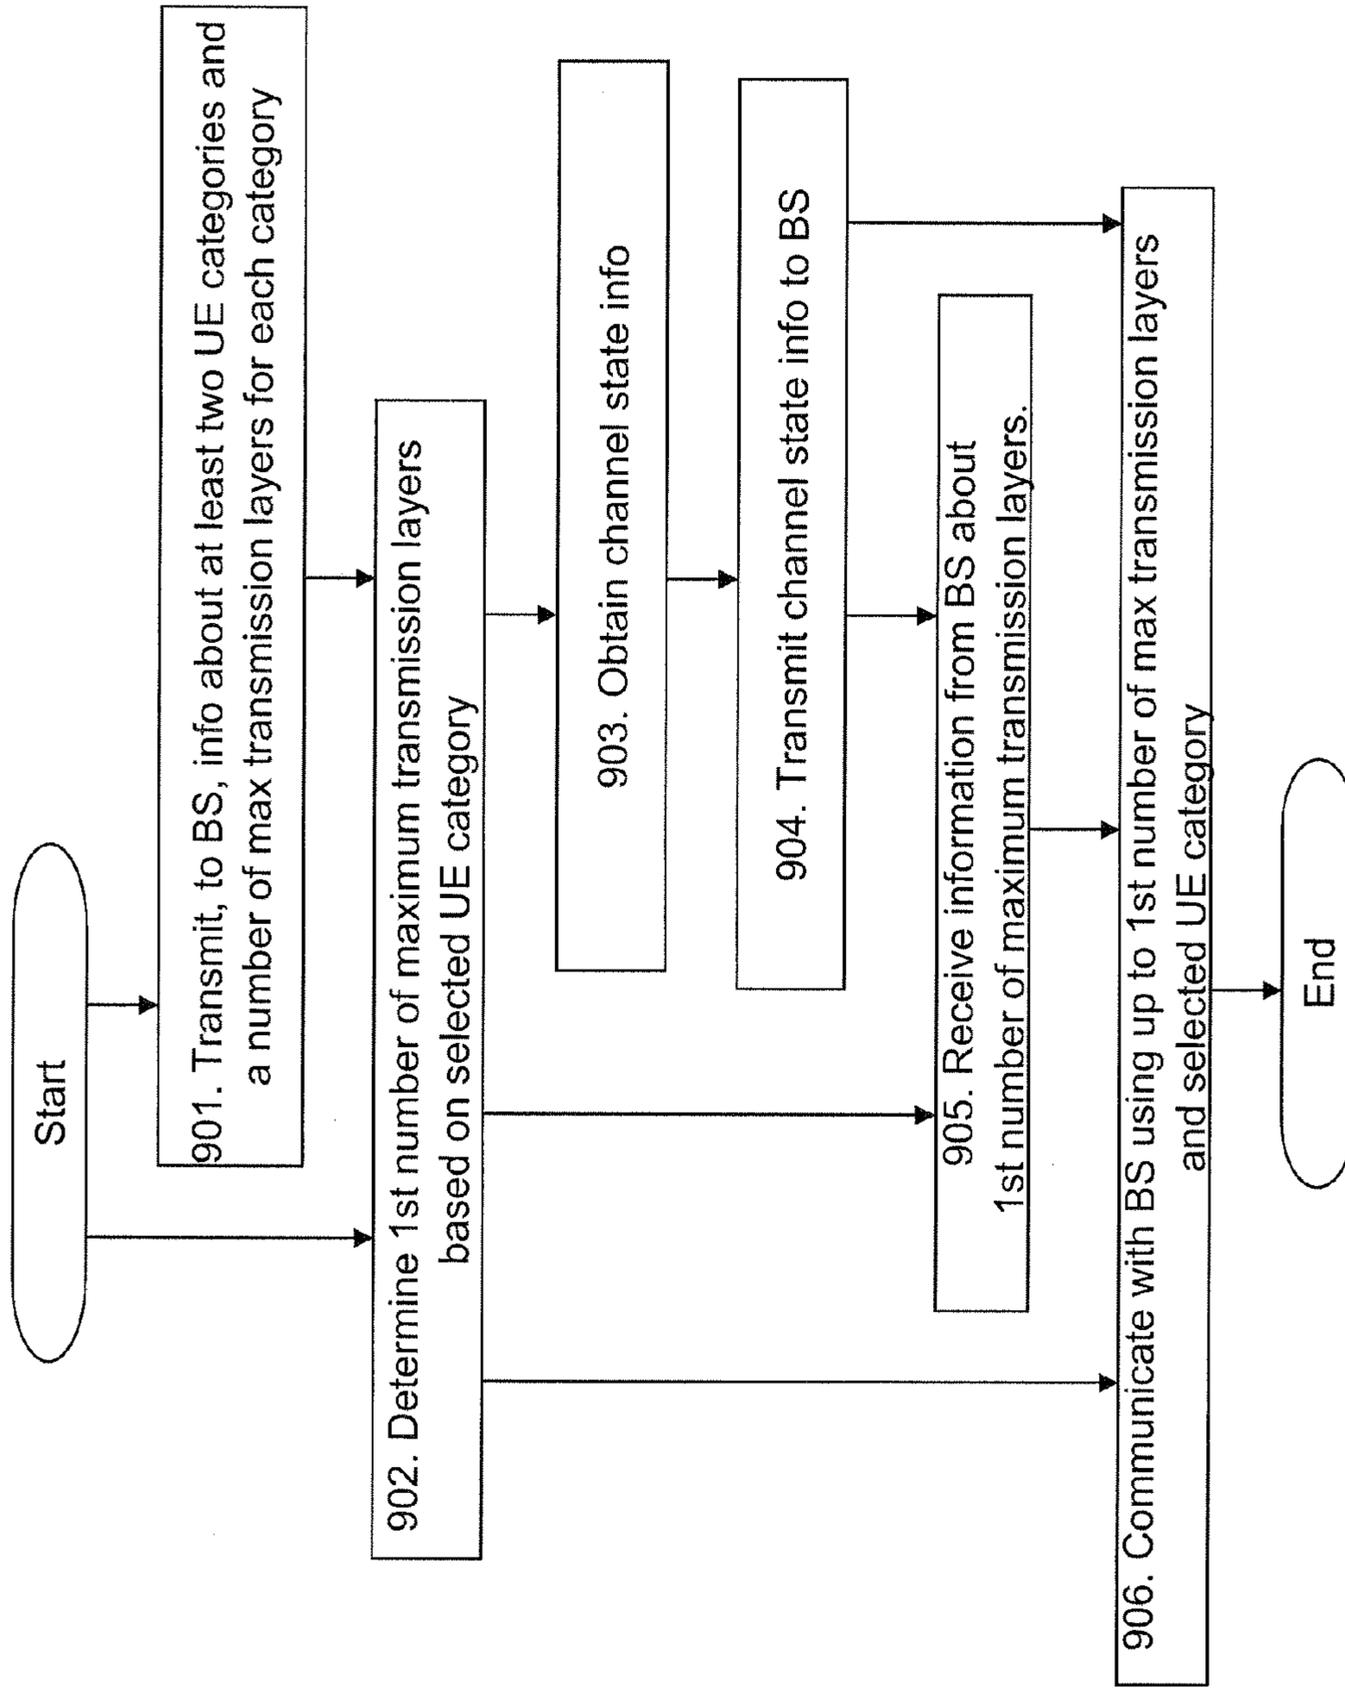 Start
901. Transmit, to BS, info about at least two UE categories and
a number of max transmission layers for each category
902. Determine 1st number of maximum transmission layers
based on selected UE category
903. Obtain channel state info
904. Transmit channel state info to BS
905. Receive information from BS about
1st number of maximum transmission layers.
906. Communicate with BS using up to 1st number of max transmission layers
and selected UE category
End